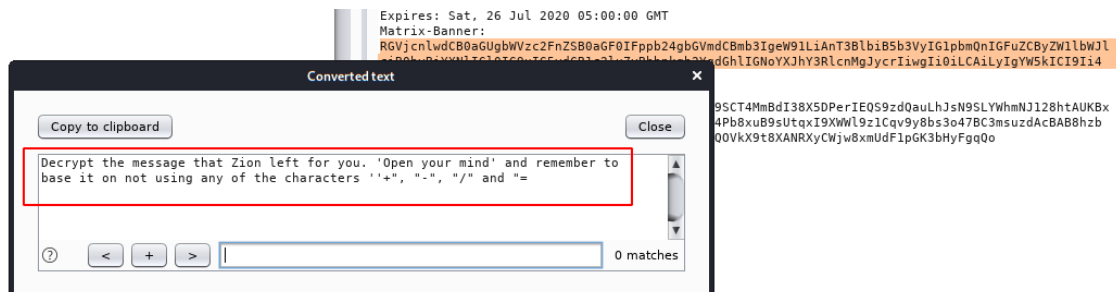 Expires: Sat, 26 Jul 2020 05:00:00 GMT
Matrix-Banner:
RGVjcnlwdCB0aGUgbWVzc2FnZSB0aGF0IFppb24gbGVmdCBmb3IgeW91LiAnT3BlbiB5b3VyIG1pbmQnIGFuZCByZW1lbWJl
dGhlIGNoYXJhY3RlcnMgJycrIiwgIi0iLCAiLyIgYW5kICI9Ii4
Converted text
Copy to clipboard
Close
Decrypt the message that Zion left for you. 'Open your mind' and remember to
base it on not using any of the characters ''+", "-", "/" and "=
9SCT4MmBdI38X5DPerIEQS9zdQauLhJsN9SLYWhmNJ128htAUKBx
4Pb8xuB9sUtqxI9XWWl9z1Cqv9y8bs3o47BC3msuzdAcBAB8hzb
QOVkX9t8XANRXyCWjw8xmUdF1pGK3bHyFgqQo
?
<
+
>
0 matches